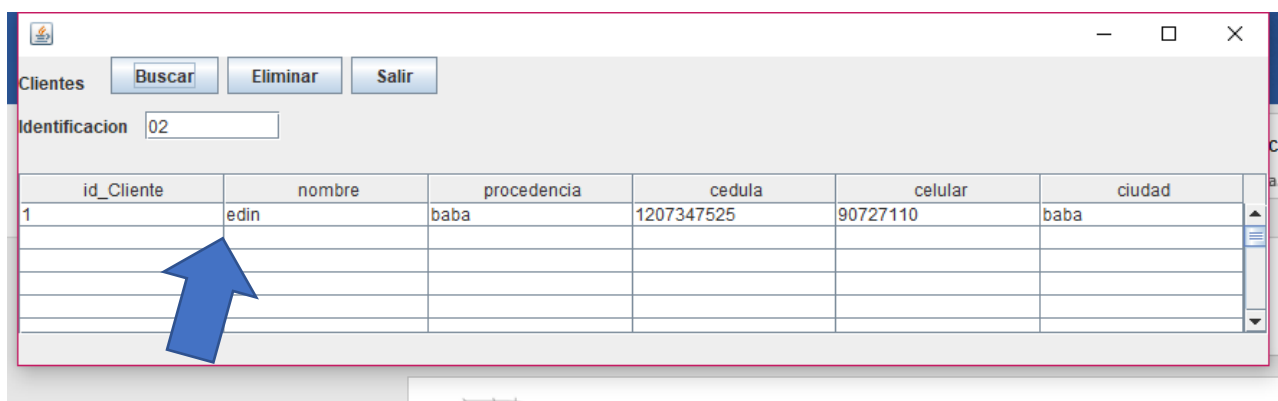 Clientes Buscar Eliminar Salir
Identificacion 02
id_Cliente nombre procedencia cedula celular ciudad
1 edin baba 1207347525 90727110 baba